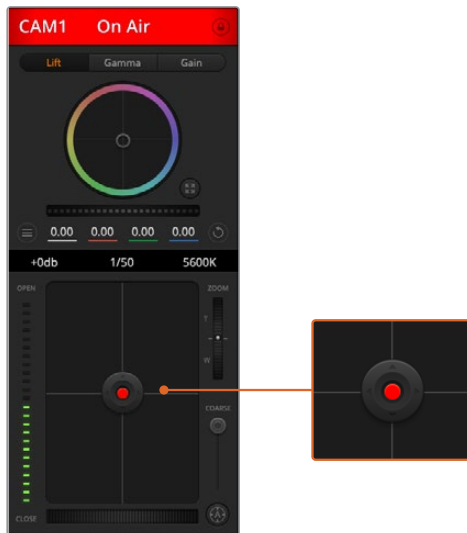 CAM1 On Air
Lift Gamma Gain
0.00 0.00 0.00 0.00
+0db 1/50 5600K
OPEN ZOOM
T
W
COARSE
CLOSE